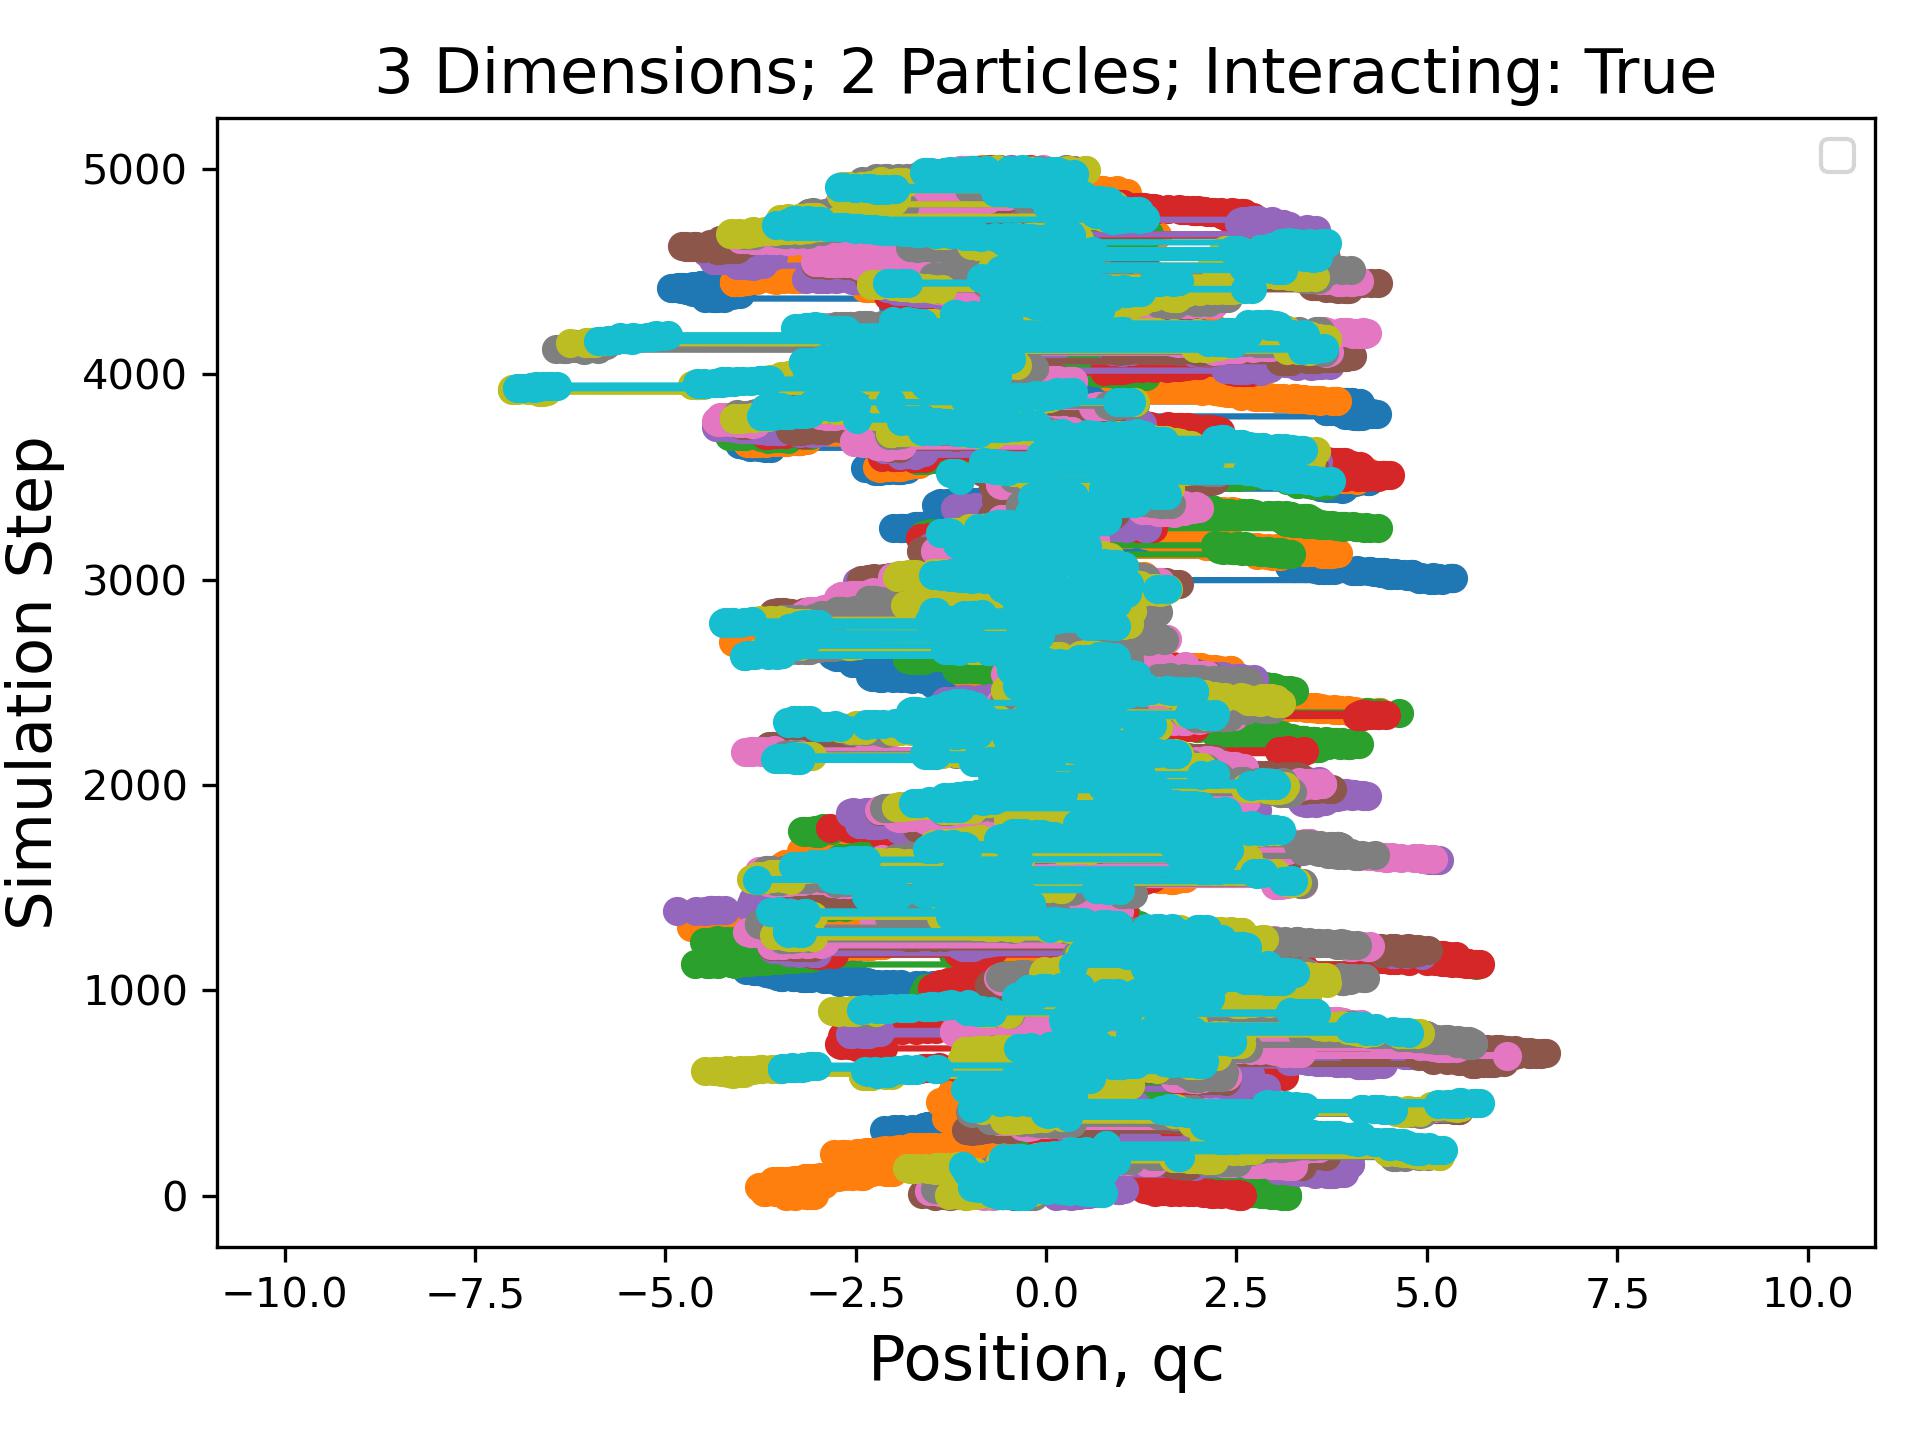 3 Dimensions; 2 Particles; Interacting: True
Simulation Step
5000
4000
3000
2000
1000
0
−10.0 −7.5 −5.0 −2.5 0.0 2.5 5.0 7.5 10.0
Position, qc